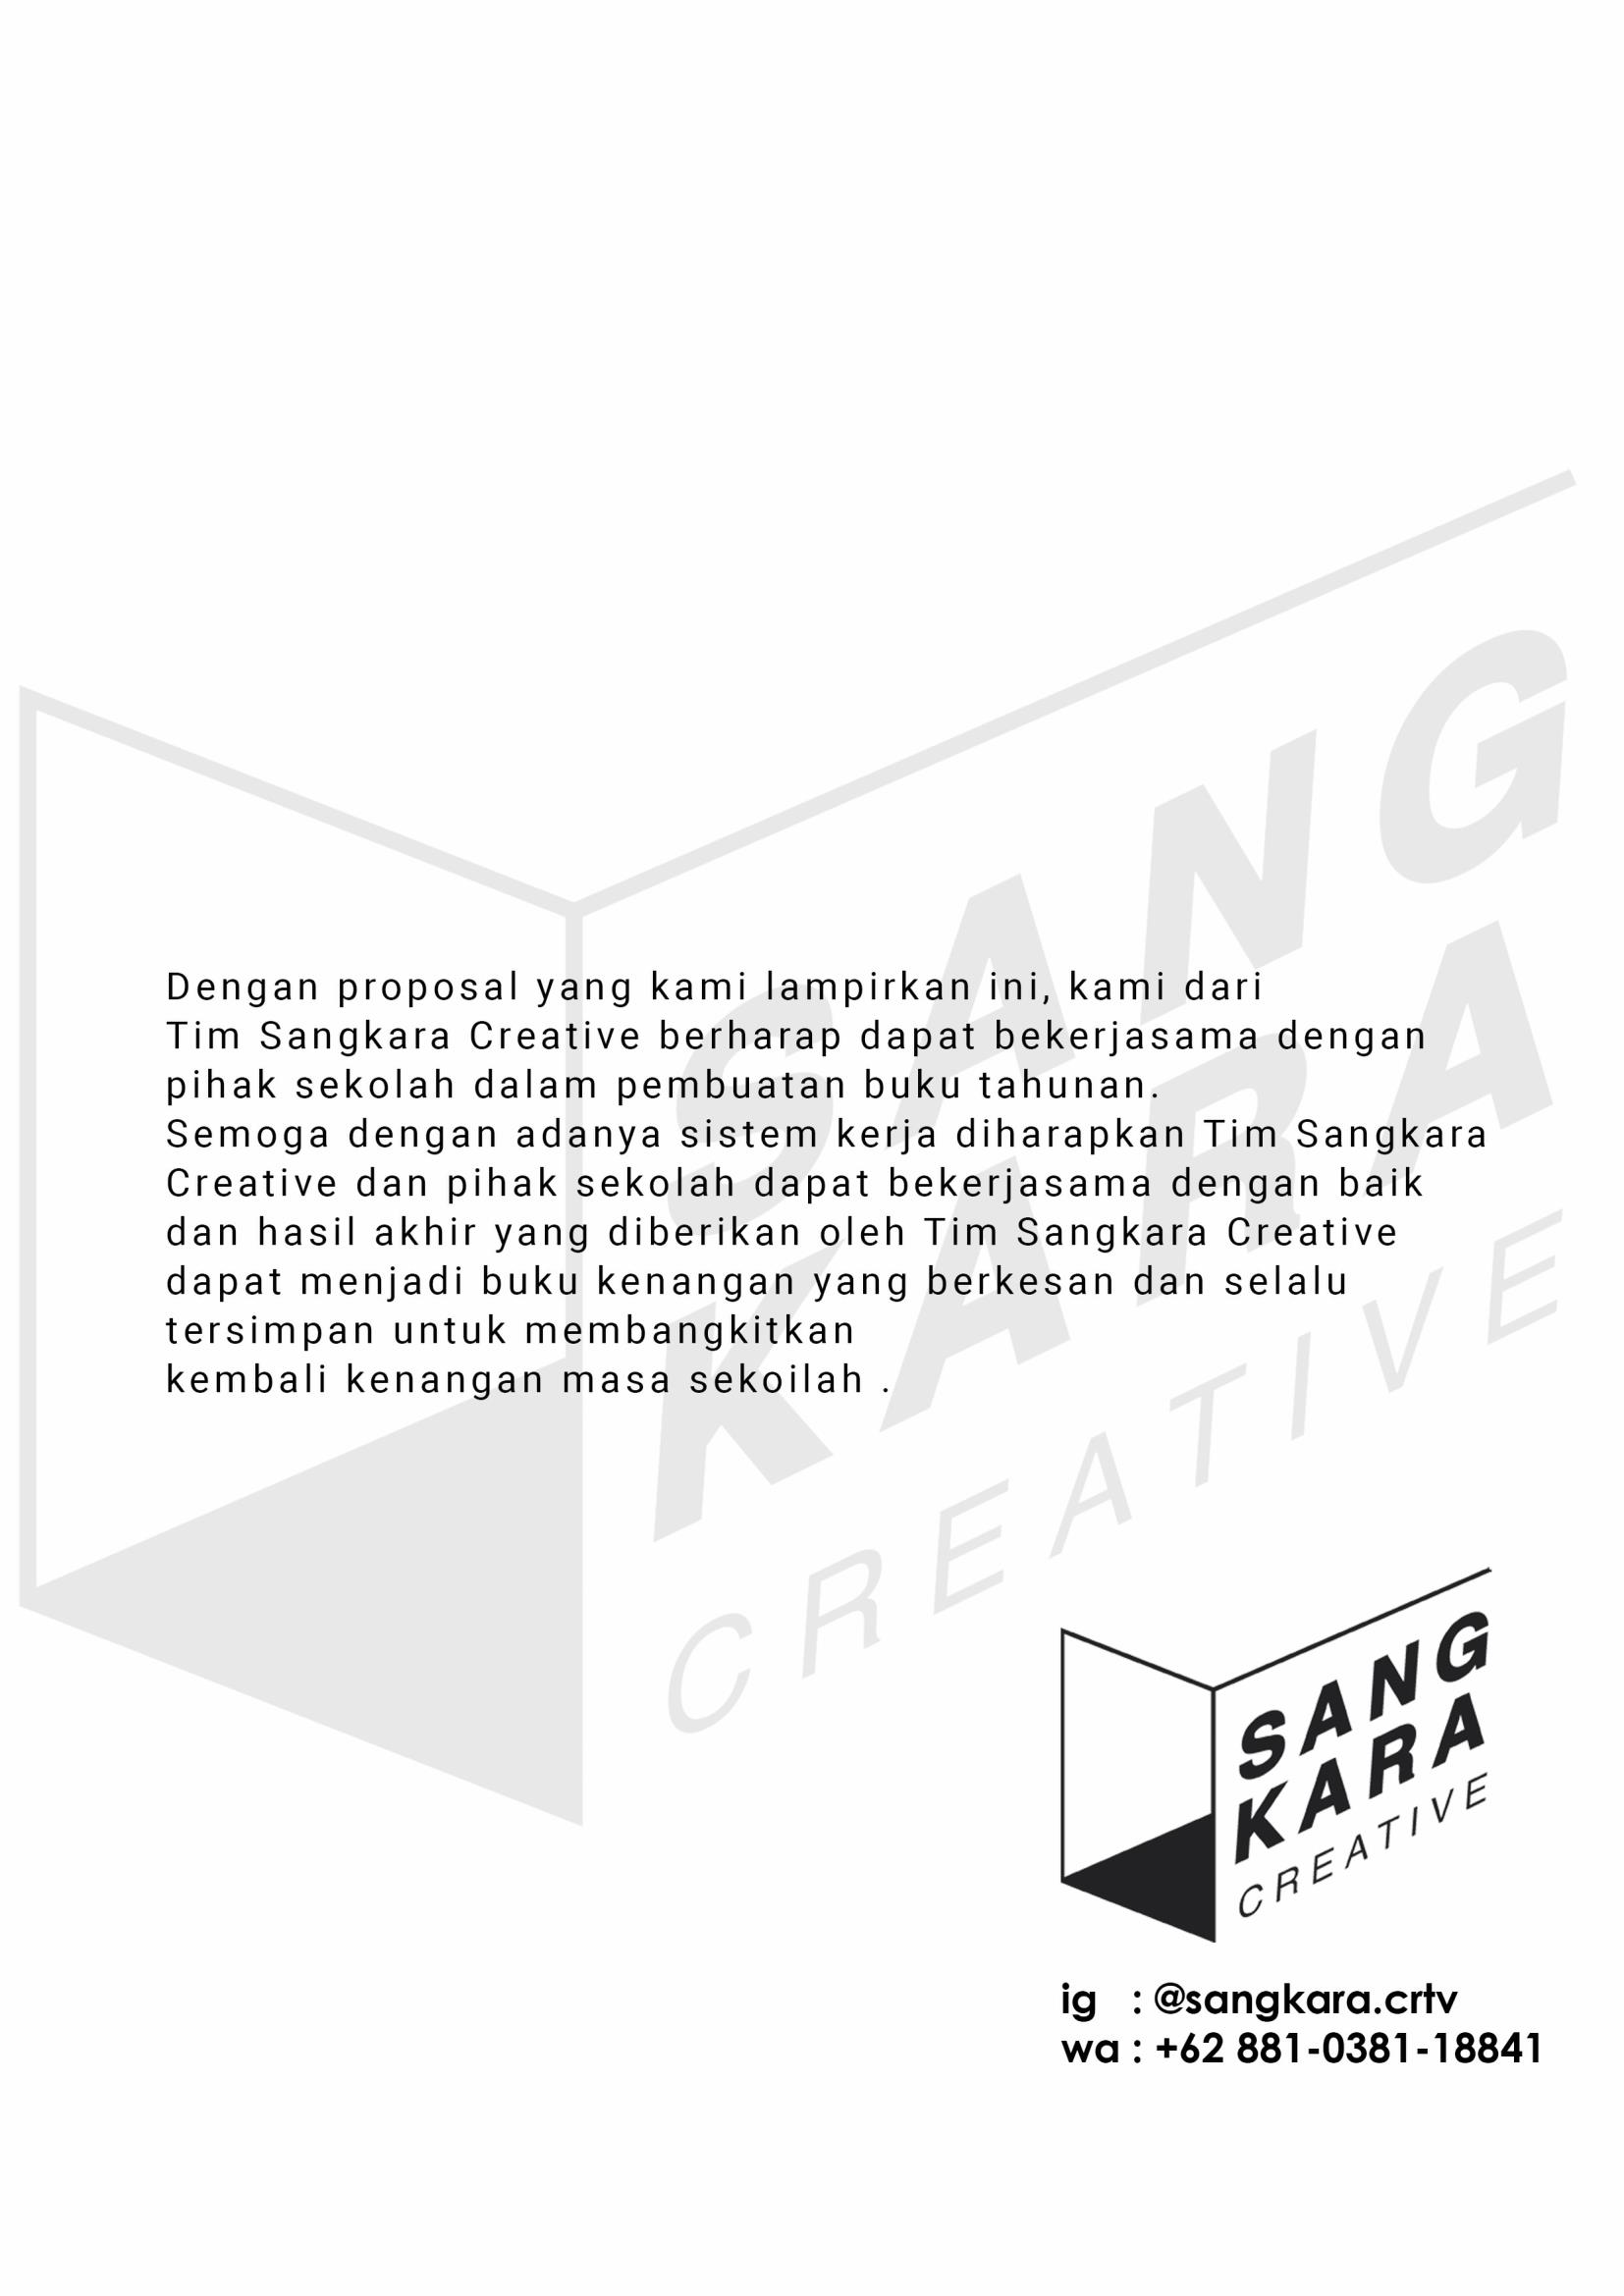 Dengan proposal yang kami lampirkan ini, kami dari
Tim Sangkara Creative berharap dapat bekerjasama dengan
pihak sekolah dalam pembuatan buku tahunan.
Semoga dengan adanya sistem kerja diharapkan Tim Sangkara
Creative dan pihak sekolah dapat bekerjasama dengan baik
dan hasil akhir yang diberikan oleh Tim Sangkara Creative
dapat menjadi buku kenangan yang berkesan dan selalu
tersimpan untuk membangkitkan
kembali kenangan masa sekoilah .
SANG
KARA
CREATIVE
SANG
KARA
CREATIVE
ig : @sangkara.crtv
wa : +62 881-0381-18841